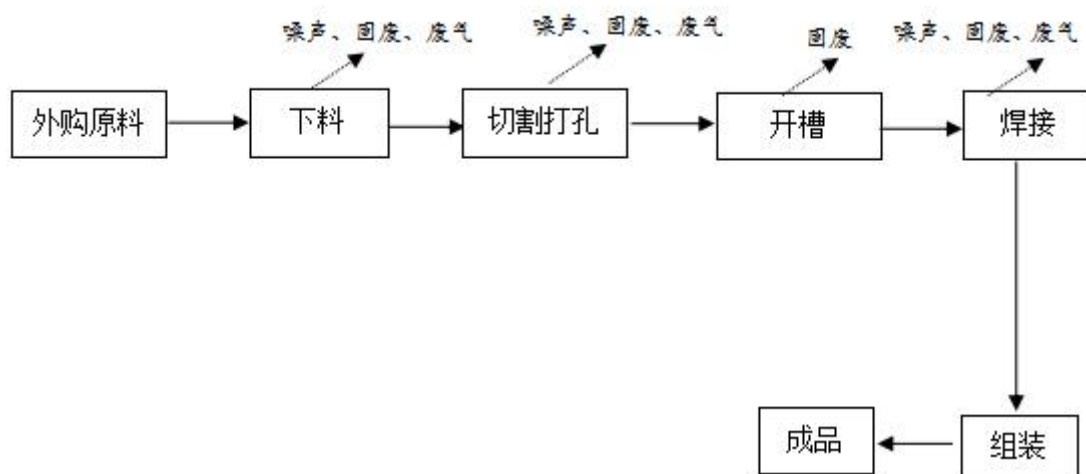 噪声、固废、废气
噪声、固废、废气
固废
噪声、固废、废气
外购原料
下料
切割打孔
开槽
焊接
成品
组装